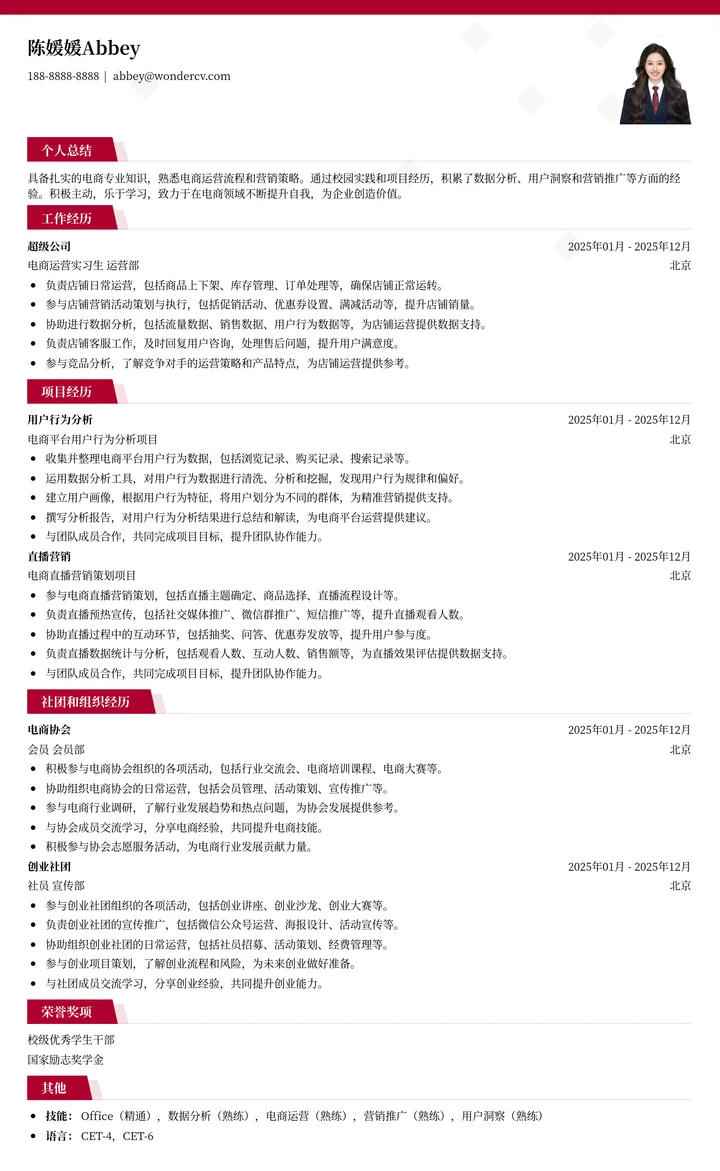 陈媛媛Abbey
188-8888-8888 | abbey@wondercv.com
个人总结
具备扎实的电商专业知识，熟悉电商运营流程和营销策略。通过校园实践和项目经历，积累了数据分析、用户洞察和营销推广等方面的经
验。积极主动，乐于学习，致力于在电商领域不断提升自我，为企业创造价值。
工作经历
超级公司 2025年01月 - 2025年12月
电商运营实习生 运营部 北京
• 负责店铺日常运营，包括商品上下架、库存管理、订单处理等，确保店铺正常运转。
• 参与店铺营销活动策划与执行，包括促销活动、优惠券设置、满减活动等，提升店铺销量。
• 协助进行数据分析，包括流量数据、销售数据、用户行为数据等，为店铺运营提供数据支持。
• 负责店铺客服工作，及时回复用户咨询，处理售后问题，提升用户满意度。
• 参与竞品分析，了解竞争对手的运营策略和产品特点，为店铺运营提供参考。
项目经历
用户行为分析 2025年01月 - 2025年12月
电商平台用户行为分析项目 北京
• 收集并整理电商平台用户行为数据，包括浏览记录、购买记录、搜索记录等。
• 运用数据分析工具，对用户行为数据进行清洗、分析和挖掘，发现用户行为规律和偏好。
• 建立用户画像，根据用户行为特征，将用户划分为不同的群体，为精准营销提供支持。
• 撰写分析报告，对用户行为分析结果进行总结和解读，为电商平台运营提供建议。
• 与团队成员合作，共同完成项目目标，提升团队协作能力。
直播营销 2025年01月 - 2025年12月
电商直播营销策划项目 北京
• 参与电商直播营销策划，包括直播主题确定、商品选择、直播流程设计等。
• 负责直播预热宣传，包括社交媒体推广、微信群推广、短信推广等，提升直播观看人数。
• 协助直播过程中的互动环节，包括抽奖、问答、优惠券发放等，提升用户参与度。
• 负责直播数据统计与分析，包括观看人数、互动人数、销售额等，为直播效果评估提供数据支持。
• 与团队成员合作，共同完成项目目标，提升团队协作能力。
社团和组织经历
电商协会 2025年01月 - 2025年12月
会员 会员部 北京
• 积极参与电商协会组织的各项活动，包括行业交流会、电商培训课程、电商大赛等。
• 协助组织电商协会的日常运营，包括会员管理、活动策划、宣传推广等。
• 参与电商行业调研，了解行业发展趋势和热点问题，为协会发展提供参考。
• 与协会成员交流学习，分享电商经验，共同提升电商技能。
• 积极参与协会志愿服务活动，为电商行业发展贡献力量。
创业社团 2025年01月 - 2025年12月
社员 宣传部 北京
• 参与创业社团组织的各项活动，包括创业讲座、创业沙龙、创业大赛等。
• 负责创业社团的宣传推广，包括微信公众号运营、海报设计、活动宣传等。
• 协助组织创业社团的日常运营，包括社员招募、活动策划、经费管理等。
• 参与创业项目策划，了解创业流程和风险，为未来创业做好准备。
• 与社团成员交流学习，分享创业经验，共同提升创业能力。
荣誉奖项
校级优秀学生干部
国家励志奖学金
其他
• 技能： Office（精通），数据分析（熟练），电商运营（熟练），营销推广（熟练），用户洞察（熟练）
• 语言： CET-4，CET-6